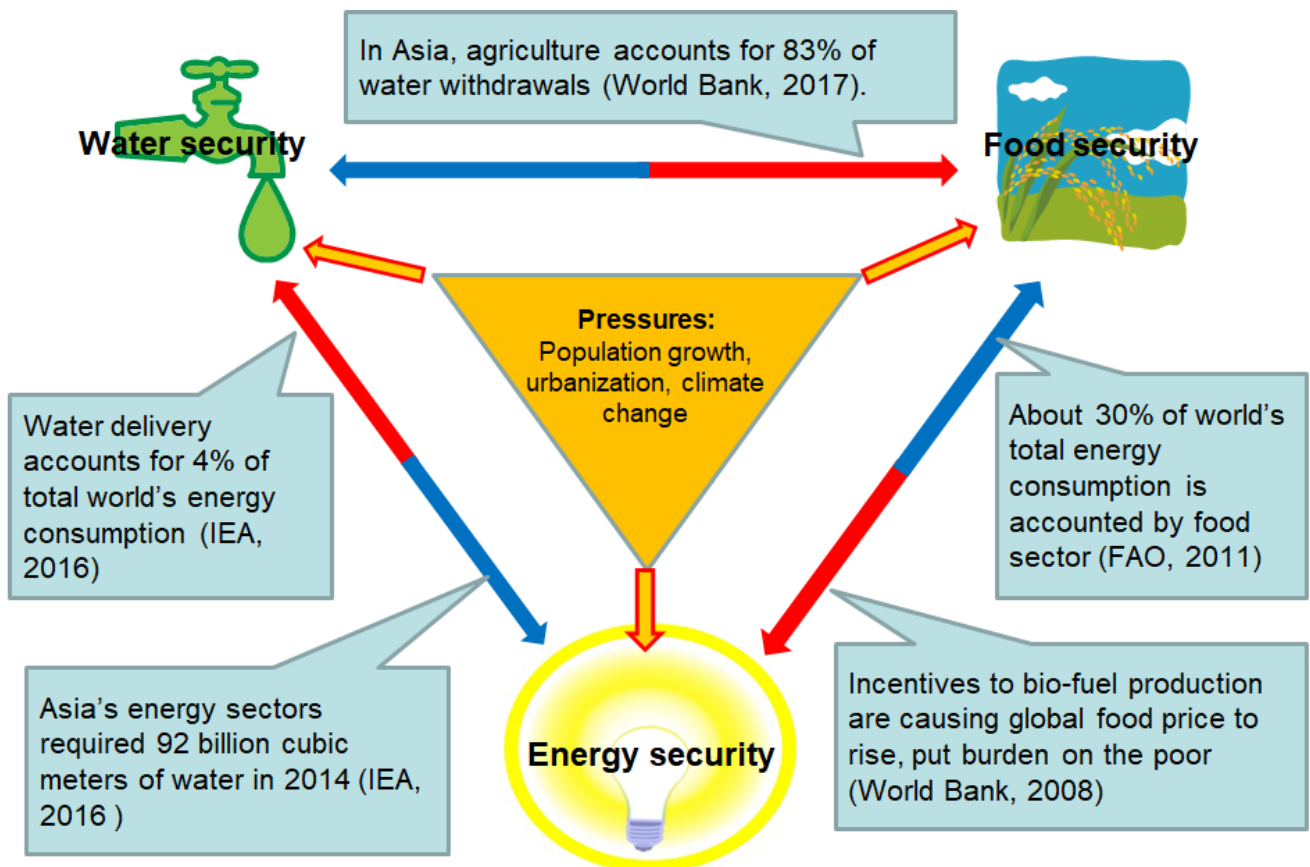 In Asia, agriculture accounts for 83% of
water withdrawals (World Bank, 2017).
Water security
Food security
Pressures:
Population growth,
urbanization, climate
change
Water delivery
accounts for 4% of
total world's energy
consumption (IEA,
2016)
About 30% of world's
total energy
consumption is
accounted by food
sector (FAO, 2011)
Asia's energy sectors
required 92 billion cubic
meters of water in 2014 (IEA,
2016 )
Energy security
Incentives to bio-fuel production
are causing global food price to
rise, put burden on the poor
(World Bank, 2008)